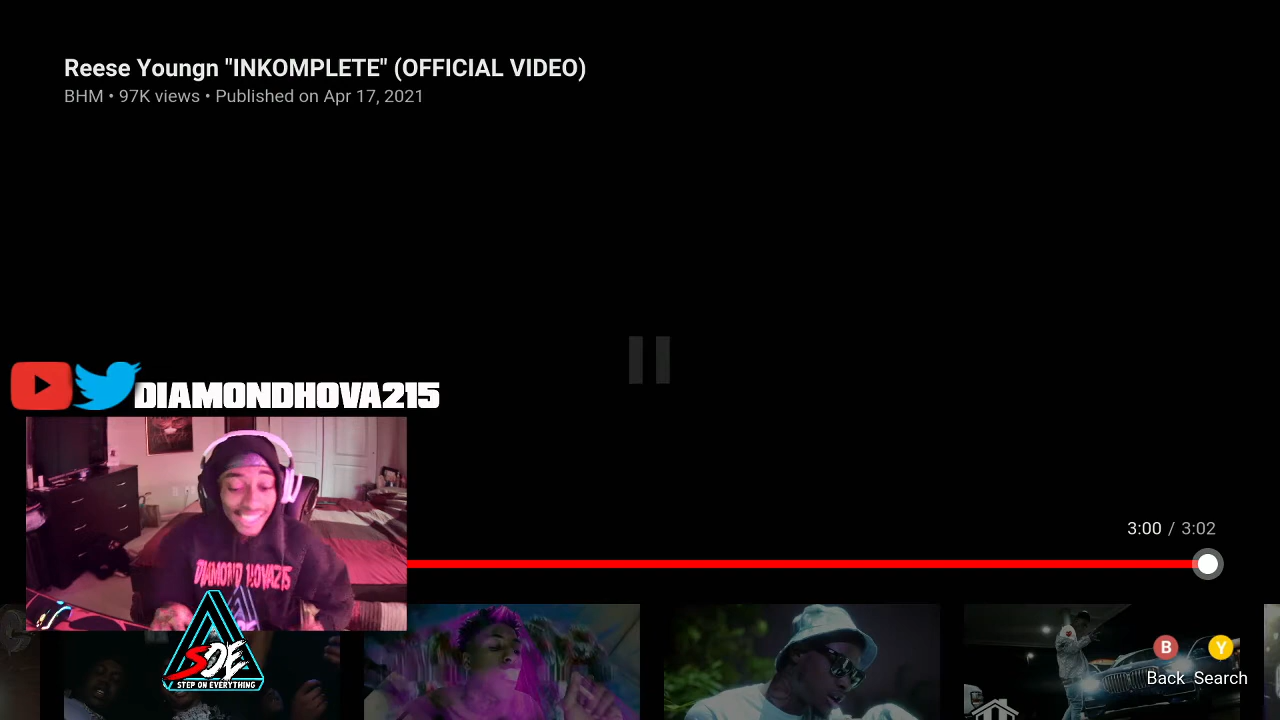 Reese Youngn "INKOMPLETE" (OFFICIAL VIDEO)
BHM • 97K views • Published on Apr 17, 2021
DIAMONDHOVA215
DIAMOND HOVA215
3:00 / 3:02
SOE
STEP ON EVERYTHING
B Y
Back Search